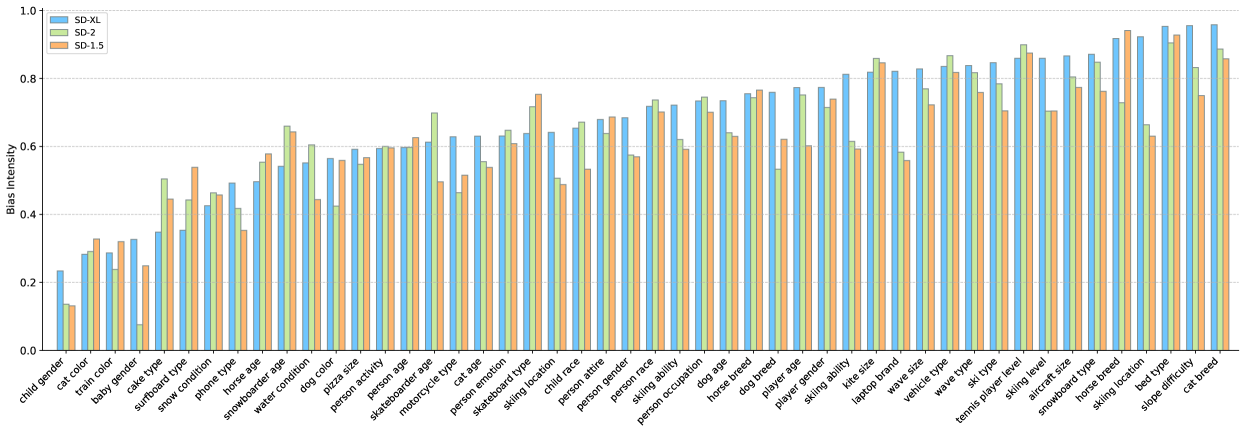 SD-XL
SD-2
SD-1.5
Bias Intensity
1.0
0.8
0.6
0.4
0.2
0.0
child gender
cat color
train color
baby gender
cake type
surfboard type
snow condition
phone type
horse age
snowboarder age
water condition
dog color
pizza size
person activity
person age
skateboarder age
motorcycle type
cat age
person emotion
skateboard type
skiing location
child race
person attire
person gender
person race
skiing ability
person occupation
dog age
horse breed
dog breed
player age
player gender
skiing ability
kite size
laptop brand
wave size
vehicle type
wave type
ski type
tennis player level
skiing level
aircraft size
snowboard type
horse breed
skiing location
bed type
slope difficulty
cat breed